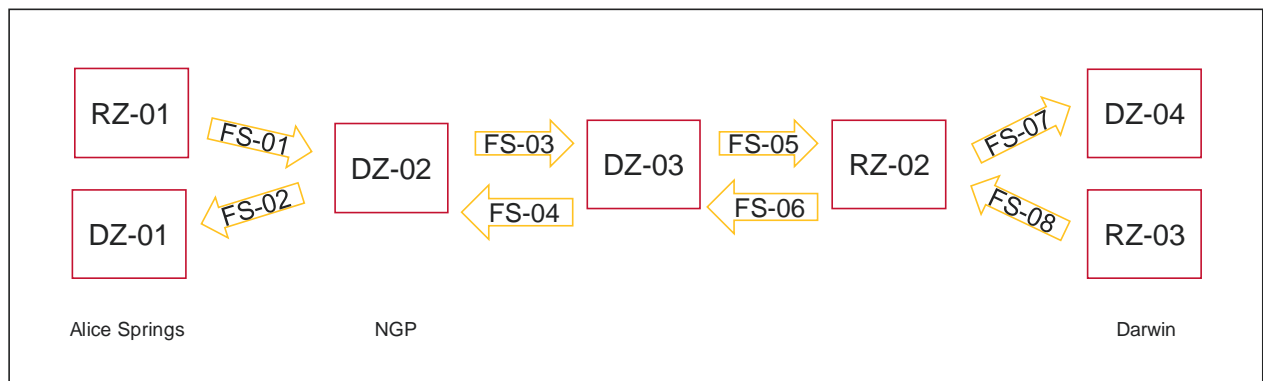 RZ-01
FS-01
DZ-02
FS-03
DZ-03
FS-05
RZ-02
FS-07
DZ-04
DZ-01
FS-02
FS-04
FS-06
FS-08
RZ-03
Alice Springs
NGP
Darwin